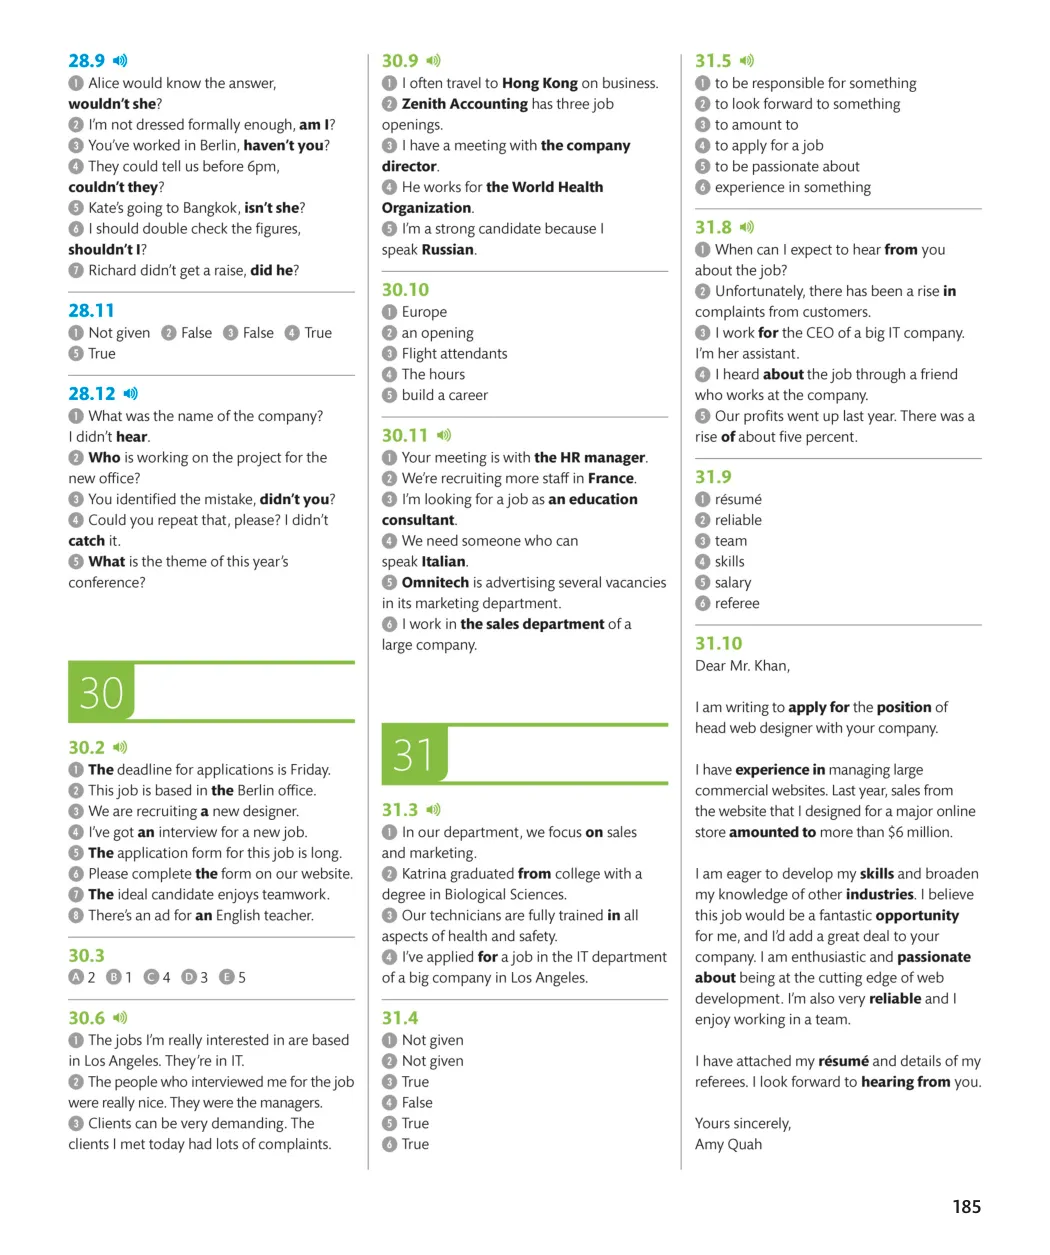 28.9
1 Alice would know the answer,
wouldn't she?
2 I'm not dressed formally enough, am I?
3 You've worked in Berlin, haven't you?
4 They could tell us before 6pm,
couldn't they?
5 Kate's going to Bangkok, isn't she?
6 I should double check the figures,
shouldn't I?
7 Richard didn't get a raise, did he?
28.11
1 Not given 2 False 3 False 4 True
5 True
28.12
1 What was the name of the company?
I didn't hear.
2 Who is working on the project for the
new office?
3 You identified the mistake, didn't you?
4 Could you repeat that, please? I didn't
catch it.
5 What is the theme of this year's
conference?
30
30.2
1 The deadline for applications is Friday.
2 This job is based in the Berlin office.
3 We are recruiting a new designer.
4 I've got an interview for a new job.
5 The application form for this job is long.
6 Please complete the form on our website.
7 The ideal candidate enjoys teamwork.
8 There's an ad for an English teacher.
30.3
A 2 B 1 C 4 D 3 E 5
30.6
1 The jobs I'm really interested in are based
in Los Angeles. They're in IT.
2 The people who interviewed me for the job
were really nice. They were the managers.
3 Clients can be very demanding. The
clients I met today had lots of complaints.
30.9
1 I often travel to Hong Kong on business.
2 Zenith Accounting has three job
openings.
3 I have a meeting with the company
director.
4 He works for the World Health
Organization.
5 I'm a strong candidate because I
speak Russian.
30.10
1 Europe
2 an opening
3 Flight attendants
4 The hours
5 build a career
30.11
1 Your meeting is with the HR manager.
2 We're recruiting more staff in France.
3 I'm looking for a job as an education
consultant.
4 We need someone who can
speak Italian.
5 Omnitech is advertising several vacancies
in its marketing department.
6 I work in the sales department of a
large company.
31
31.3
1 In our department, we focus on sales
and marketing.
2 Katrina graduated from college with a
degree in Biological Sciences.
3 Our technicians are fully trained in all
aspects of health and safety.
4 I've applied for a job in the IT department
of a big company in Los Angeles.
31.4
1 Not given
2 Not given
3 True
4 False
5 True
6 True
31.5
1 to be responsible for something
2 to look forward to something
3 to amount to
4 to apply for a job
5 to be passionate about
6 experience in something
31.8
1 When can I expect to hear from you
about the job?
2 Unfortunately, there has been a rise in
complaints from customers.
3 I work for the CEO of a big IT company.
I'm her assistant.
4 I heard about the job through a friend
who works at the company.
5 Our profits went up last year. There was a
rise of about five percent.
31.9
1 résumé
2 reliable
3 team
4 skills
5 salary
6 referee
31.10
Dear Mr. Khan,
I am writing to apply for the position of
head web designer with your company.
I have experience in managing large
commercial websites. Last year, sales from
the website that I designed for a major online
store amounted to more than $6 million.
I am eager to develop my skills and broaden
my knowledge of other industries. I believe
this job would be a fantastic opportunity
for me, and I'd add a great deal to your
company. I am enthusiastic and passionate
about being at the cutting edge of web
development. I'm also very reliable and I
enjoy working in a team.
I have attached my résumé and details of my
referees. I look forward to hearing from you.
Yours sincerely,
Amy Quah
185